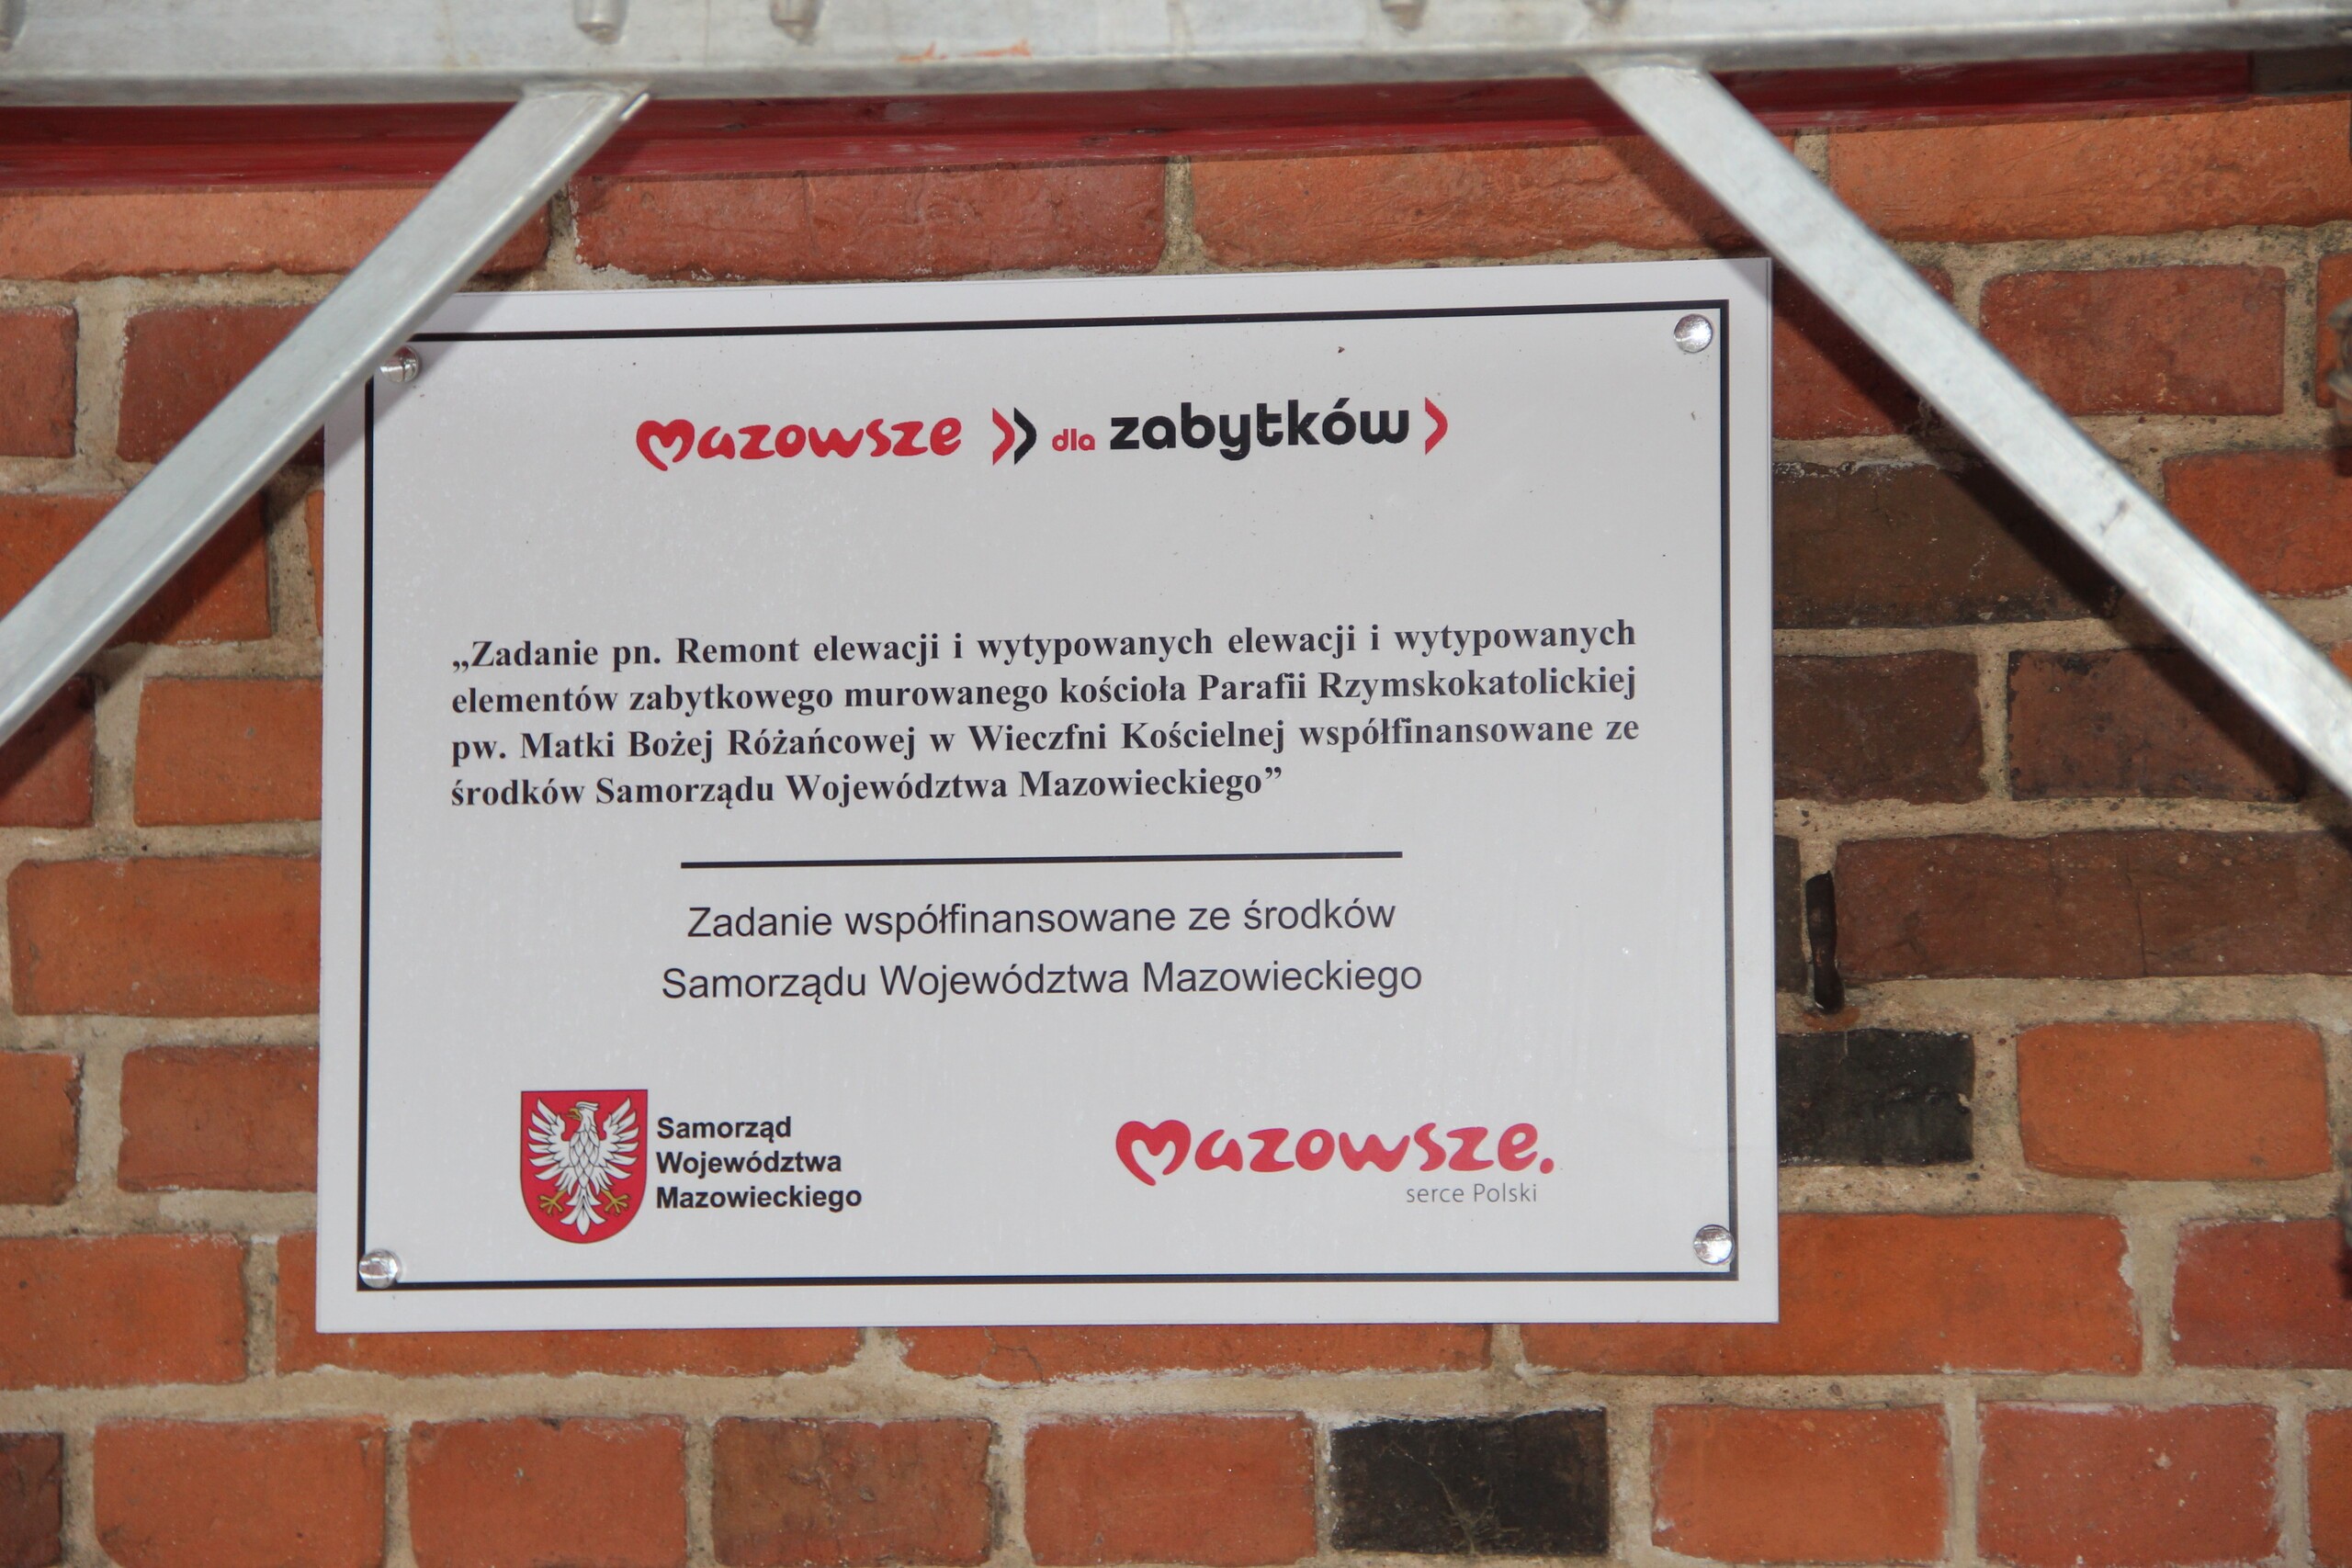 mazowsze dla zabytków
„Zadanie pn. Remont elewacji i wytypowanych elewacji i wytypowanych
elementów zabytkowego murowanego kościoła Parafii Rzymskokatolickiej
pw. Matki Bożej Różańcowej w Wieczfni Kościelnej współfinansowane ze
środków Samorządu Województwa Mazowieckiego”
Zadanie współfinansowane ze środków
Samorządu Województwa Mazowieckiego
Samorząd
Województwa
Mazowieckiego
mazowsze.
serce Polski